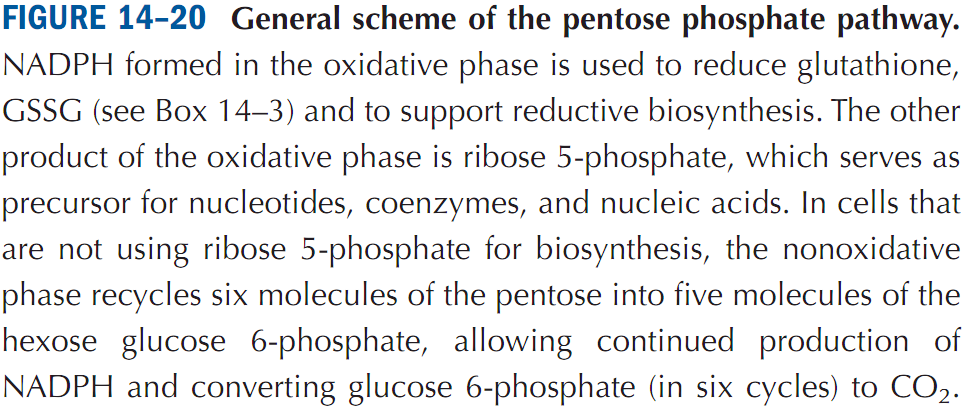 FIGURE 14–20 General scheme of the pentose phosphate pathway.
NADPH formed in the oxidative phase is used to reduce glutathione,
GSSG (see Box 14–3) and to support reductive biosynthesis. The other
product of the oxidative phase is ribose 5-phosphate, which serves as
precursor for nucleotides, coenzymes, and nucleic acids. In cells that
are not using ribose 5-phosphate for biosynthesis, the nonoxidative
phase recycles six molecules of the pentose into five molecules of the
hexose glucose 6-phosphate, allowing continued production of
NADPH and converting glucose 6-phosphate (in six cycles) to CO₂.